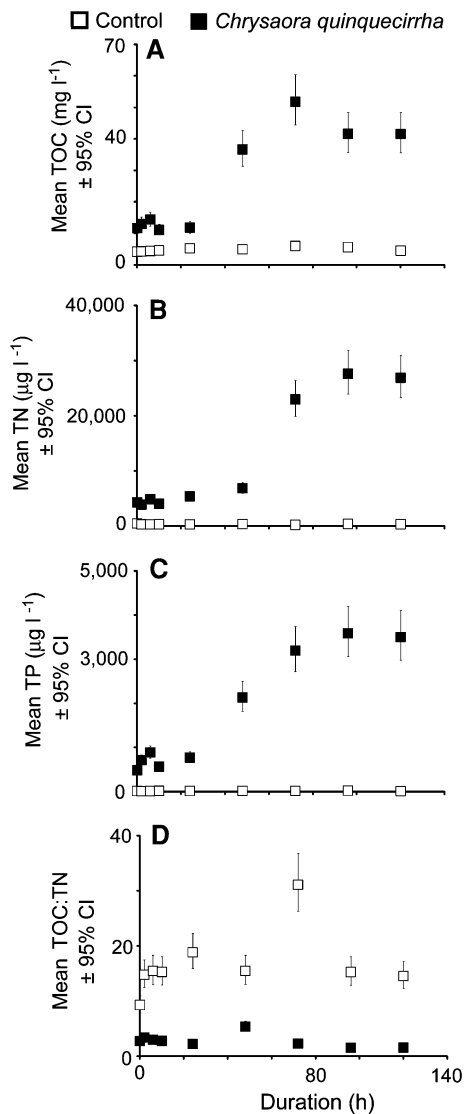 Control Chrysaora quinquecirrha
A
70
40
0
Mean TOC (mg l-1)
± 95% CI
B
40,000
20,000
0
Mean TN (µg l-1)
± 95% CI
C
5,000
3,000
0
Mean TP (µg l-1)
± 95% CI
D
40
20
0
Mean TOC:TN
± 95% CI
0 80 140
Duration (h)